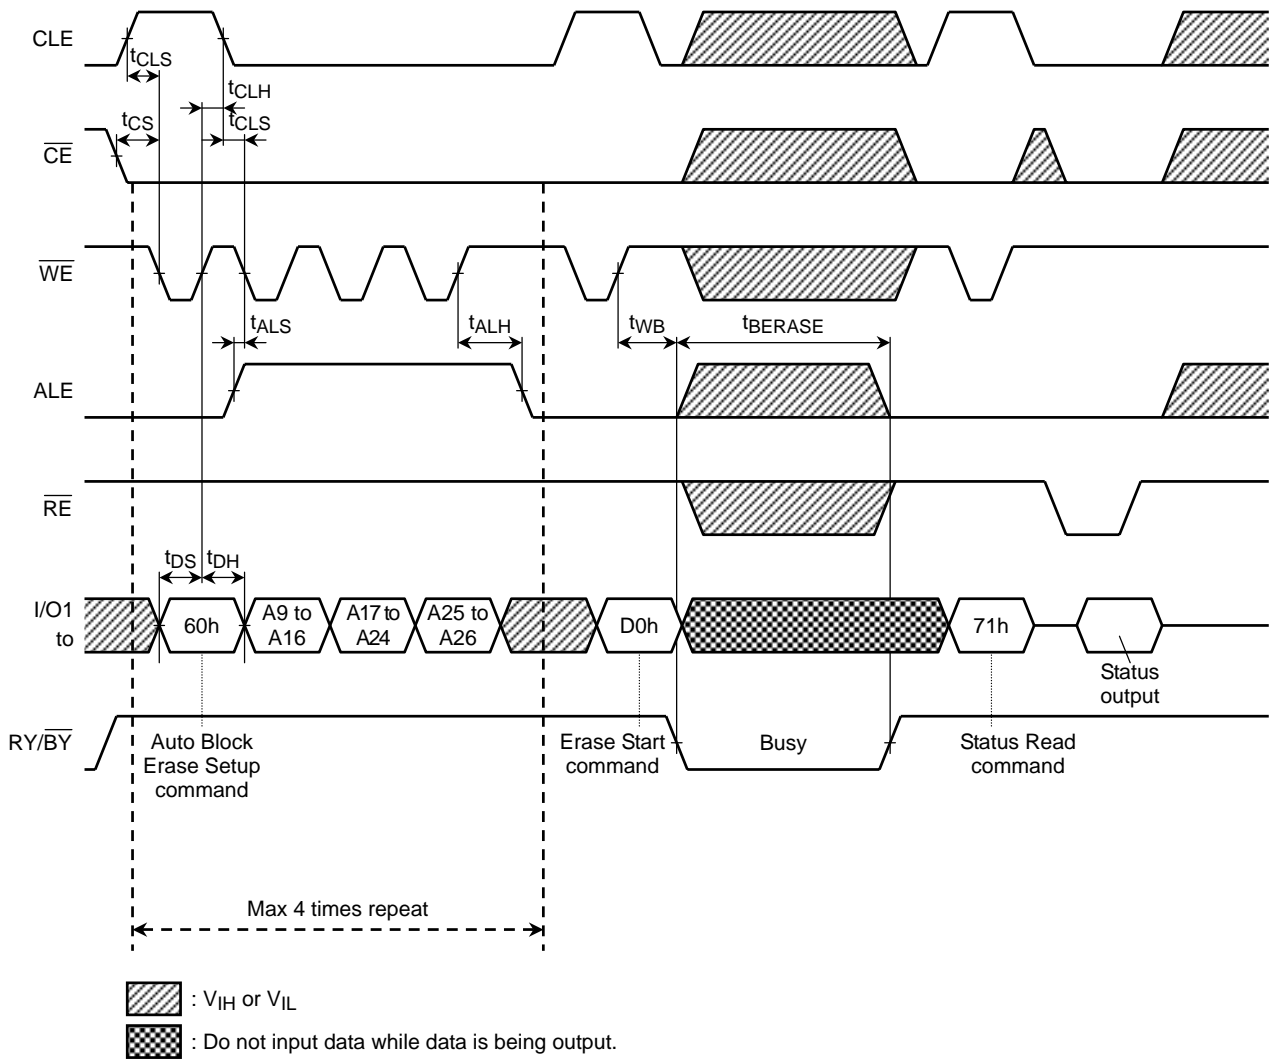 CLE
tCLS
tCLH
tCS
tCLS
CE
WE
tALS
tALH
tWB
tBERASE
ALE
RE
tDS
tDH
I/O1
to
60h
A9 to
A16
A17 to
A24
A25 to
A26
D0h
71h
Status
output
RY/BY
Auto Block
Erase Setup
command
Erase Start
command
Busy
Status Read
command
Max 4 times repeat
: VIH or VIL
: Do not input data while data is being output.